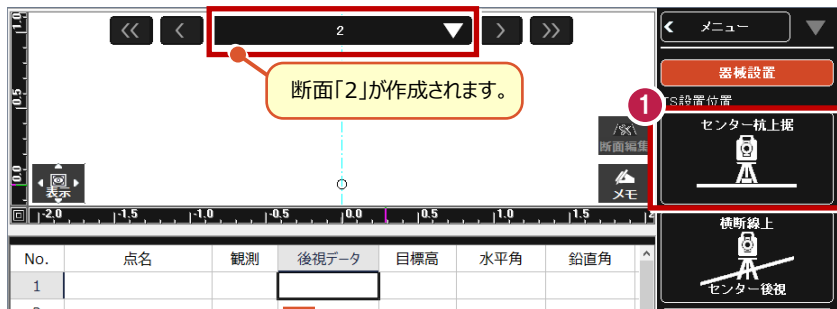 2
メニュー
断面「2」が作成されます。
器械設置
TS設置位置
1
センター杭上据
断面編集
表示
メモ
横断線上
センター後視
1.0
0.5
0.0
-2.0 -1.5 -1.0 -0.5 0.0 0.5 1.0 1.5
No. 点名 観測 後視データ 目標高 水平角 鉛直角
1